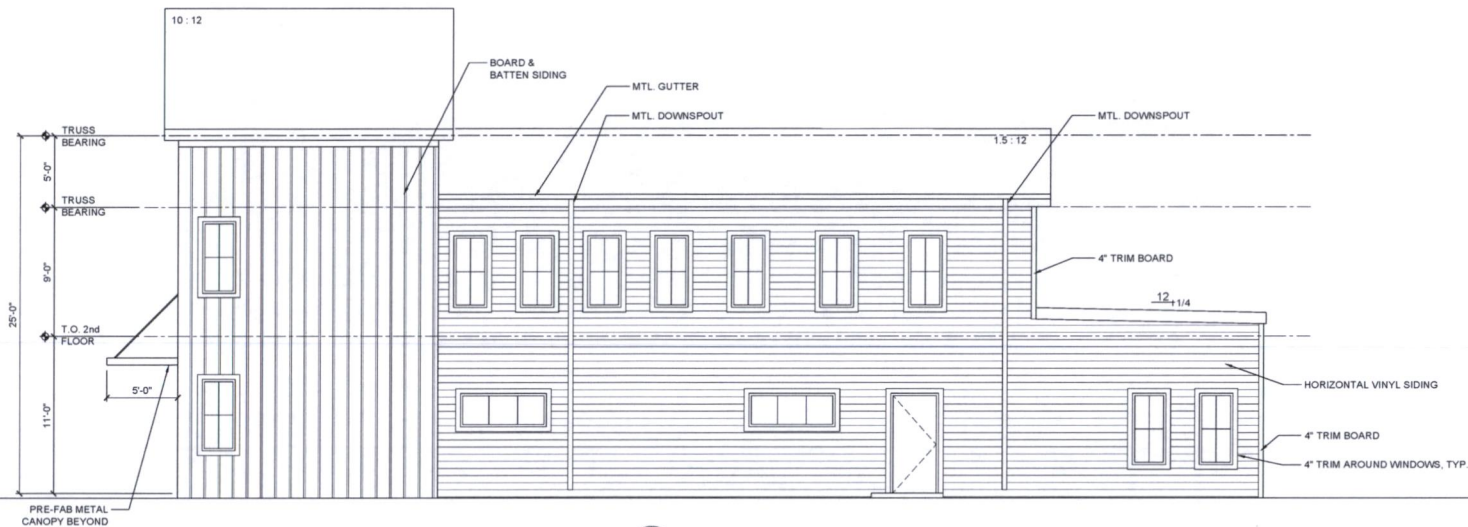 10 : 12
BOARD &
BATTEN SIDING
MTL. GUTTER
MTL. DOWNSPOUT
MTL. DOWNSPOUT
TRUSS
BEARING
1.5 : 12
5'-0"
TRUSS
BEARING
9'-0"
25'-0"
4" TRIM BOARD
12
1/4
T.O. 2nd
FLOOR
5'-0"
11'-0"
HORIZONTAL VINYL SIDING
4" TRIM BOARD
4" TRIM AROUND WINDOWS, TYP.
PRE-FAB METAL
CANOPY BEYOND